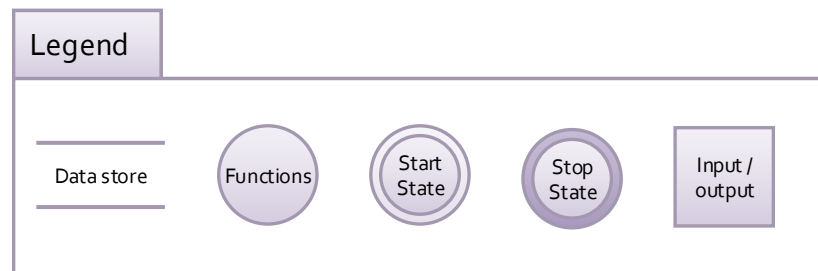 Legend
Data store
Functions
Start
State
Stop
State
Input /
output